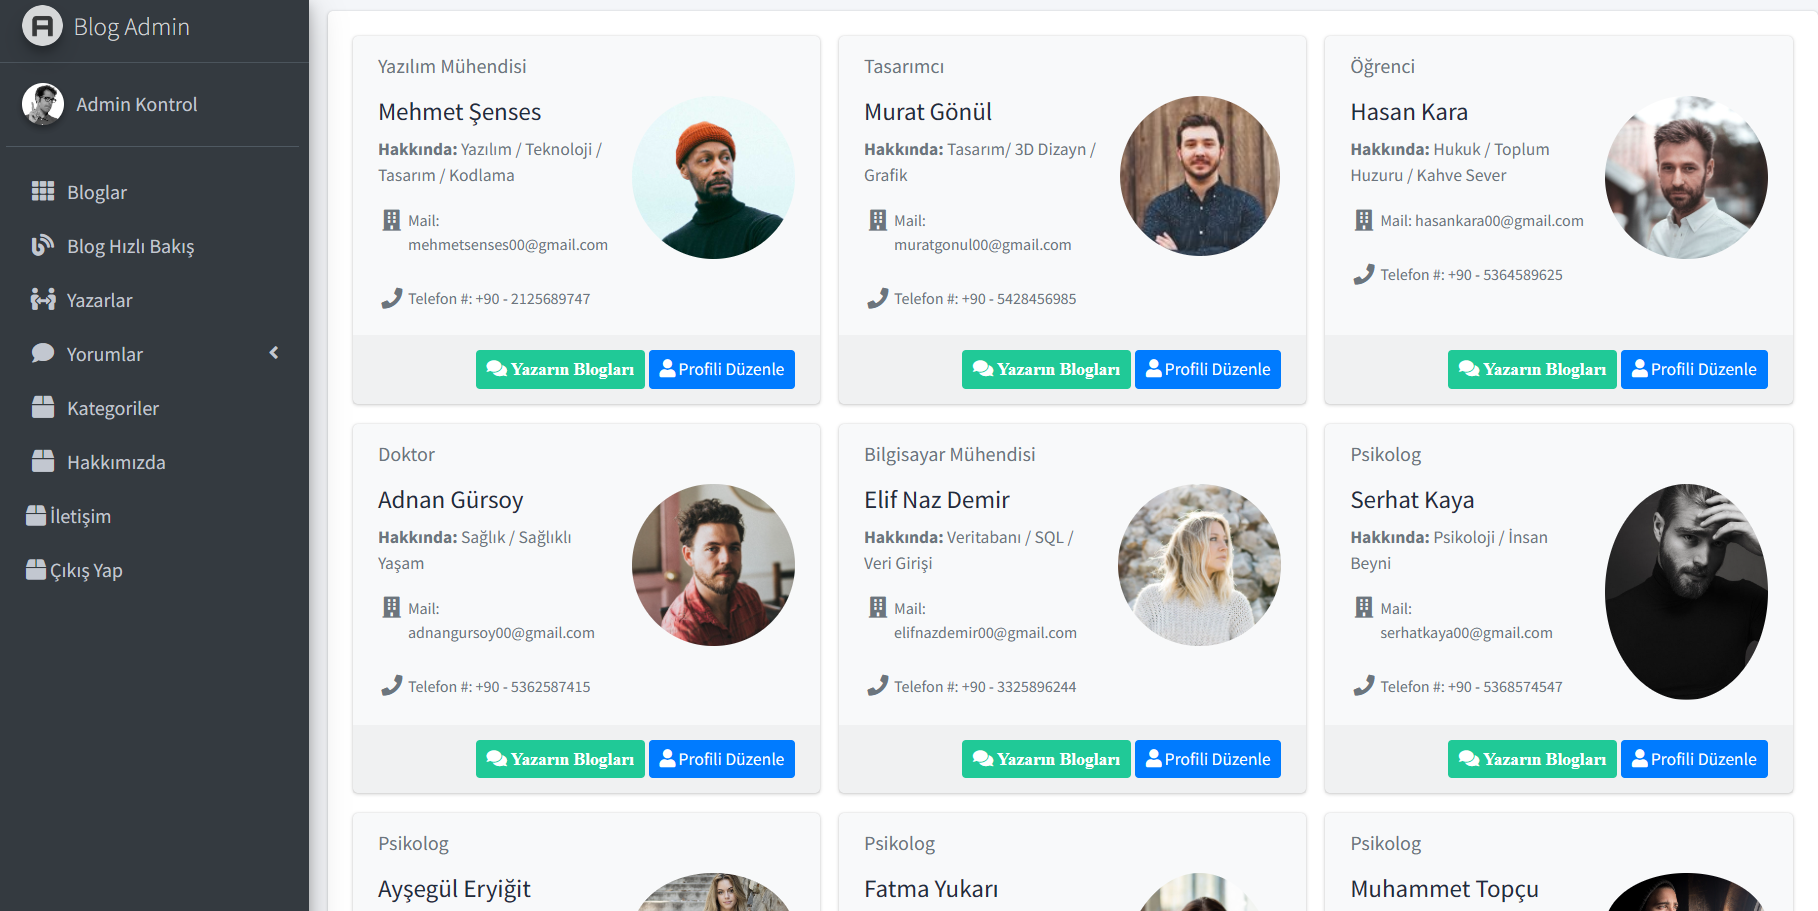 Blog Admin
Admin Kontrol
Bloglar
Blog Hızlı Bakış
Yazarlar
Yorumlar
Kategoriler
Hakkımızda
İletişim
Çıkış Yap
Yazılım Mühendisi
Mehmet Şenses
Hakkında: Yazılım / Teknoloji /
Tasarım / Kodlama
Mail:
mehmetsenses00@gmail.com
Telefon #: +90 - 2125689747
Yazarın Blogları Profili Düzenle
Tasarımcı
Murat Gönül
Hakkında: Tasarım/ 3D Dizayn /
Grafik
Mail:
muratgonul00@gmail.com
Telefon #: +90 - 5428456985
Yazarın Blogları Profili Düzenle
Öğrenci
Hasan Kara
Hakkında: Hukuk / Toplum
Huzuru / Kahve Sever
Mail: hasankara00@gmail.com
Telefon #: +90 - 5364589625
Yazarın Blogları Profili Düzenle
Doktor
Adnan Gürsoy
Hakkında: Sağlık / Sağlıklı
Yaşam
Mail:
adnangursoy00@gmail.com
Telefon #: +90 - 5362587415
Yazarın Blogları Profili Düzenle
Bilgisayar Mühendisi
Elif Naz Demir
Hakkında: Veritabanı / SQL /
Veri Girişi
Mail:
elifnazdemir00@gmail.com
Telefon #: +90 - 3325896244
Yazarın Blogları Profili Düzenle
Psikolog
Serhat Kaya
Hakkında: Psikoloji / İnsan
Beyni
Mail:
serhatkaya00@gmail.com
Telefon #: +90 - 5368574547
Yazarın Blogları Profili Düzenle
Psikolog
Ayşegül Eryiğit
Psikolog
Fatma Yukarı
Psikolog
Muhammet Topçu